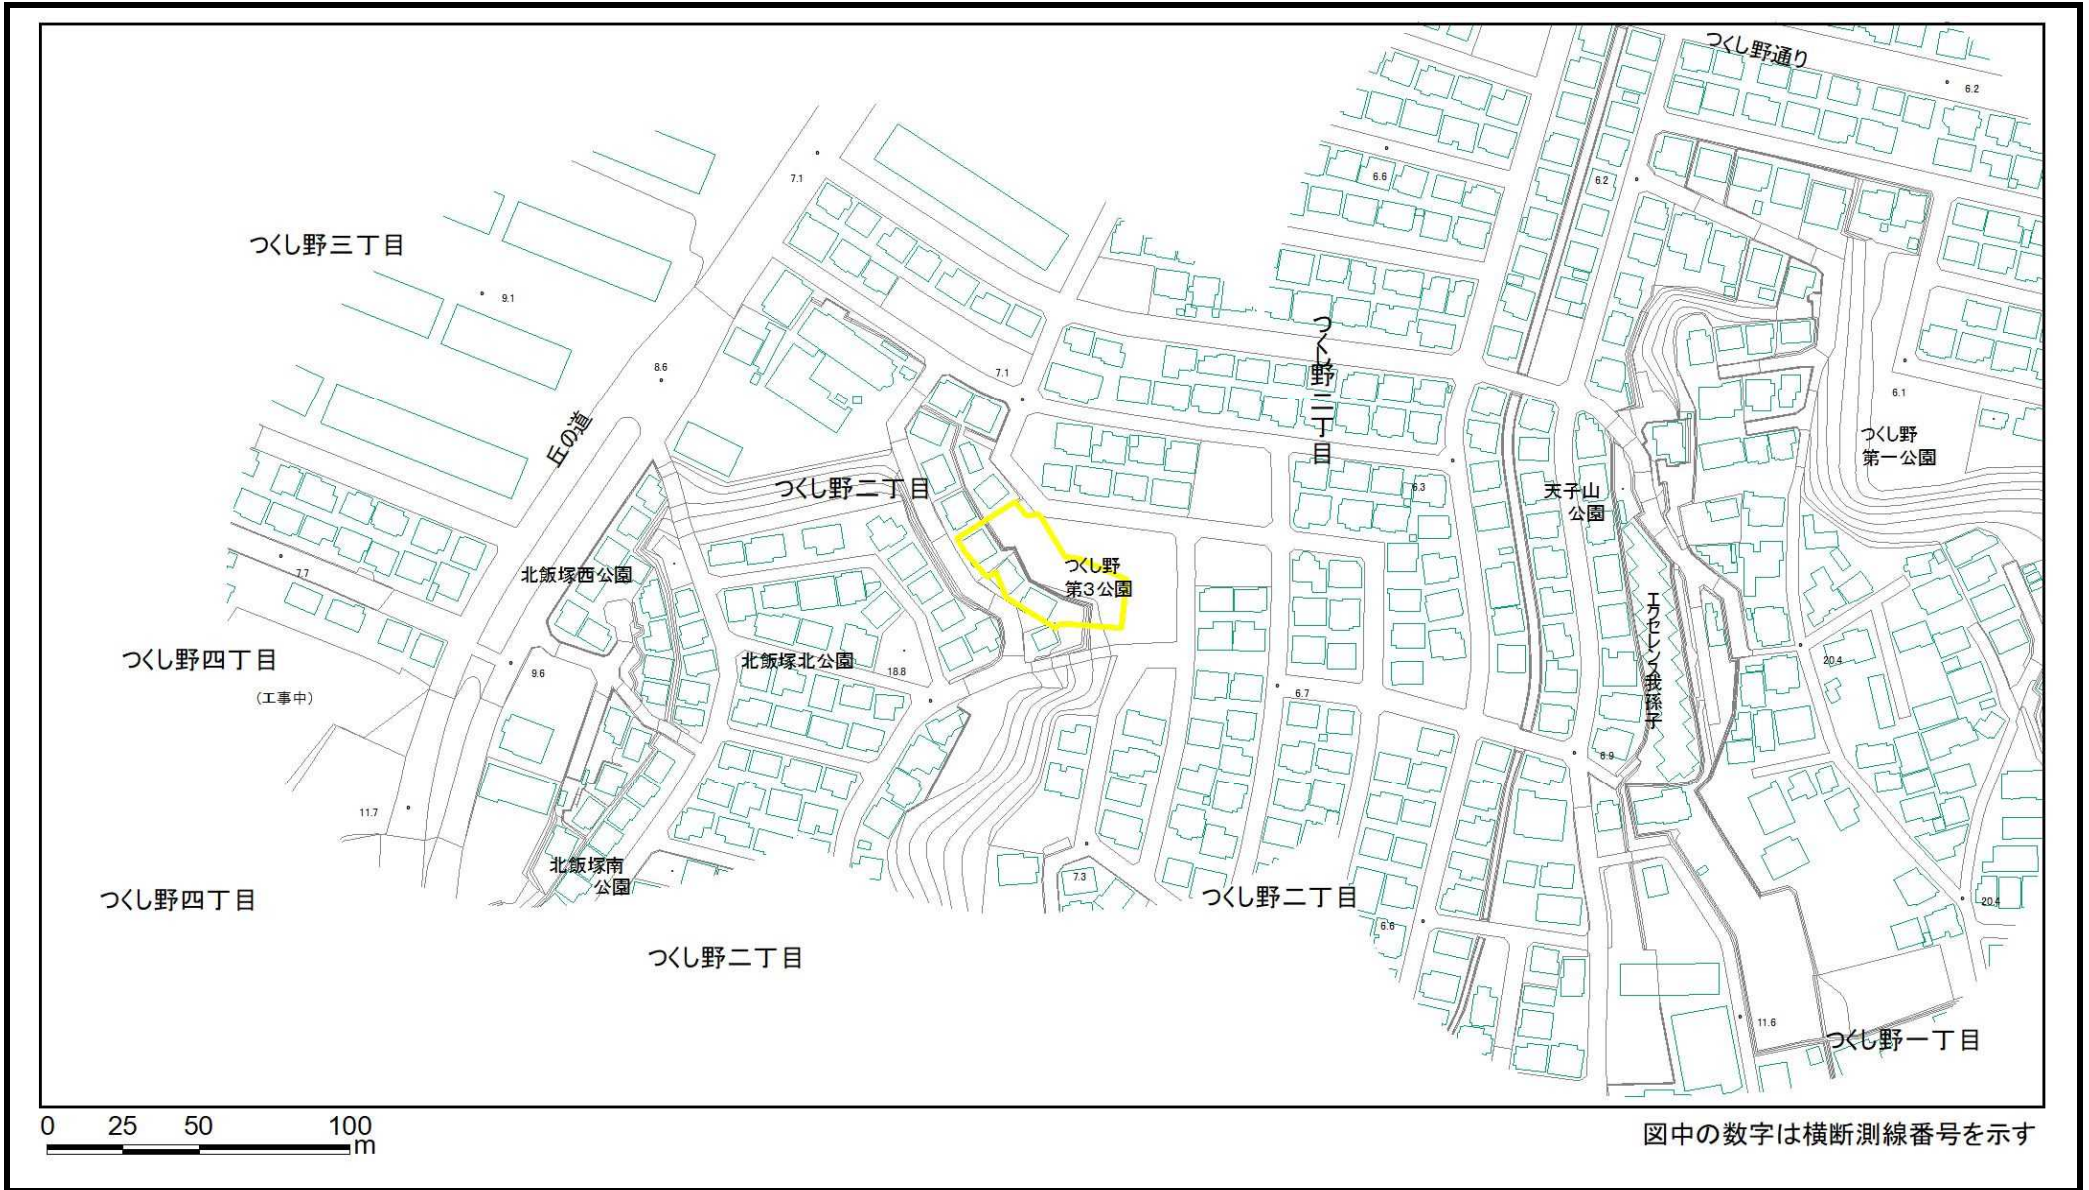 つくし野通り
6.2
7.1
6.6
6.2
つくし野三丁目
9.1
つくし野二丁目
8.6
7.1
6.1
丘の道
つくし野
第一公園
つくし野二丁目
6.3
天子山
公園
北飯塚西公園
7.7
つくし野
第3公園
エクセレンス我孫子
つくし野四丁目
(工事中)
9.6
北飯塚北公園
18.8
20.4
6.7
6.9
11.7
北飯塚南
公園
7.3
つくし野四丁目
つくし野二丁目
20.4
6.6
つくし野二丁目
11.6
つくし野一丁目
0 25 50 100
m
図中の数字は横断測線番号を示す